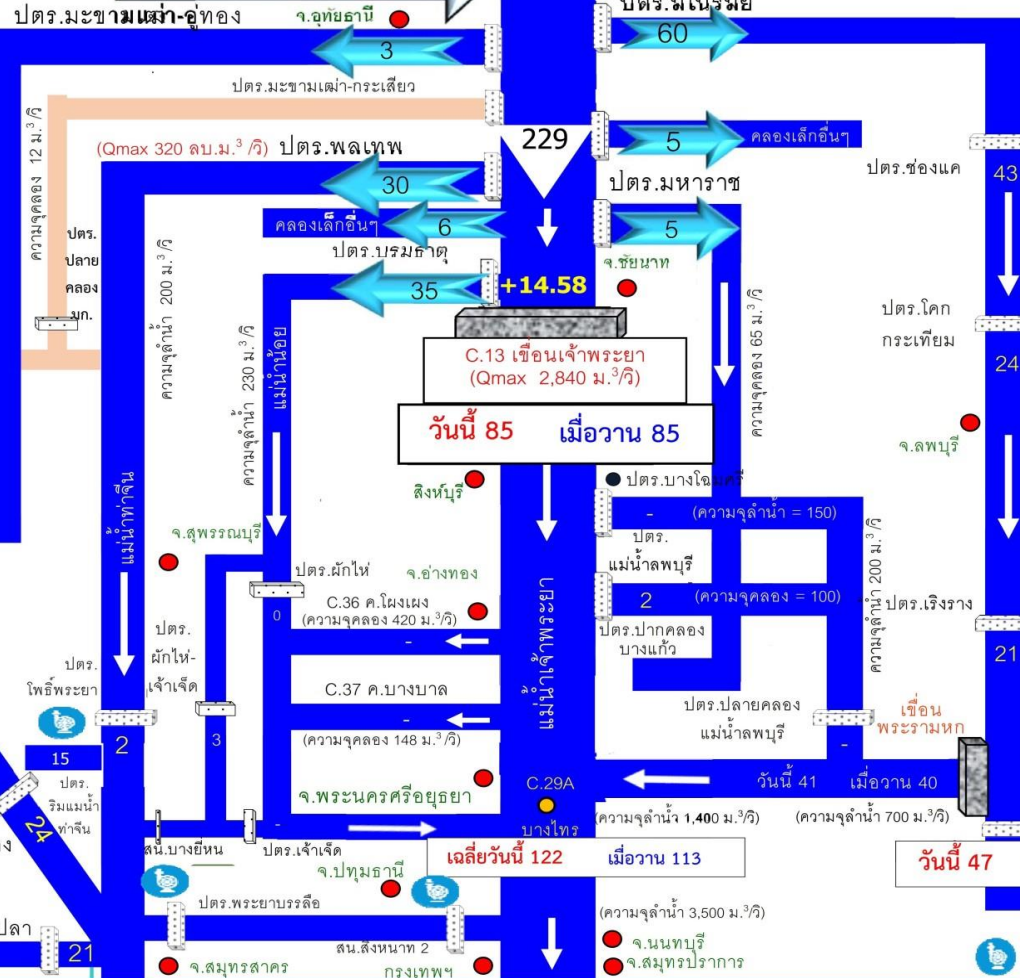 ปตร.มะขามเฒ่า-อู่ทอง
จ.อุทัยธานี
ปตร.มโนรมย์
3
60
ปตร.มะขามเฒ่า-กระเสียว
229
5
คลองเล็กอื่นๆ
(Qmax 320 ลบ.ม.³ /วิ)
ปตร.พลเทพ
ปตร.ช่องแค
43
ความจุคลอง 12 ม.³/วิ
30
ปตร.มหาราช
คลองเล็กอื่นๆ
6
5
ปตร.
ปลาย
คลอง
มก.
ปตร.บรมธาตุ
จ.ชัยนาท
35
+14.58
ความจุลำน้ำ 200 ม.³/วิ
ความจุลำน้ำ 230 ม.³/วิ
แม่น้ำน้อย
ความจุคลอง 65 ม.³/วิ
ปตร.โคก
กระเทียม
24
C.13 เขื่อนเจ้าพระยา
(Qmax 2,840 ม.³/วิ)
วันนี้ 85
เมื่อวาน 85
จ.ลพบุรี
สิงห์บุรี
ปตร.บางโฉมศรี
แม่น้ำท่าจีน
-
(ความจุลำน้ำ = 150)
จ.สุพรรณบุรี
ปตร.
แม่น้ำลพบุรี
ความจุลำน้ำ 200 ม.³/วิ
ปตร.ผักไห่
จ.อ่างทอง
0
C.36 ค.โผงเผง
(ความจุคลอง 420 ม.³/วิ)
2
(ความจุคลอง = 100)
ปตร.เริงราง
-
ปตร.ปากคลอง
บางแก้ว
21
ปตร.
ผักไห่-
เจ้าเจ็ด
แม่น้ำเจ้าพระยา
ปตร.
โพธิ์พระยา
C.37 ค.บางบาล
-
(ความจุคลอง 148 ม.³/วิ)
ปตร.ปลายคลอง
แม่น้ำลพบุรี
เขื่อน
พระรามหก
2
3
-
15
ปตร.
ริมแม่น้ำ
ท่าจีน
จ.พระนครศรีอยุธยา
C.29A
บางไทร
วันนี้ 41
เมื่อวาน 40
24
-
(ความจุลำน้ำ 1,400 ม.³/วิ)
(ความจุลำน้ำ 700 ม.³/วิ)
สน.บางยี่หน
ปตร.เจ้าเจ็ด
เฉลี่ยวันนี้ 122
เมื่อวาน 113
วันนี้ 47
จ.ปทุมธานี
ปตร.พระยาบรรลือ
(ความจุลำน้ำ 3,500 ม.³/วิ)
ปลา
21
สน.สิงหนาท 2
จ.นนทบุรี
จ.สมุทรสาคร
กรุงเทพฯ
จ.สมุทรปราการ